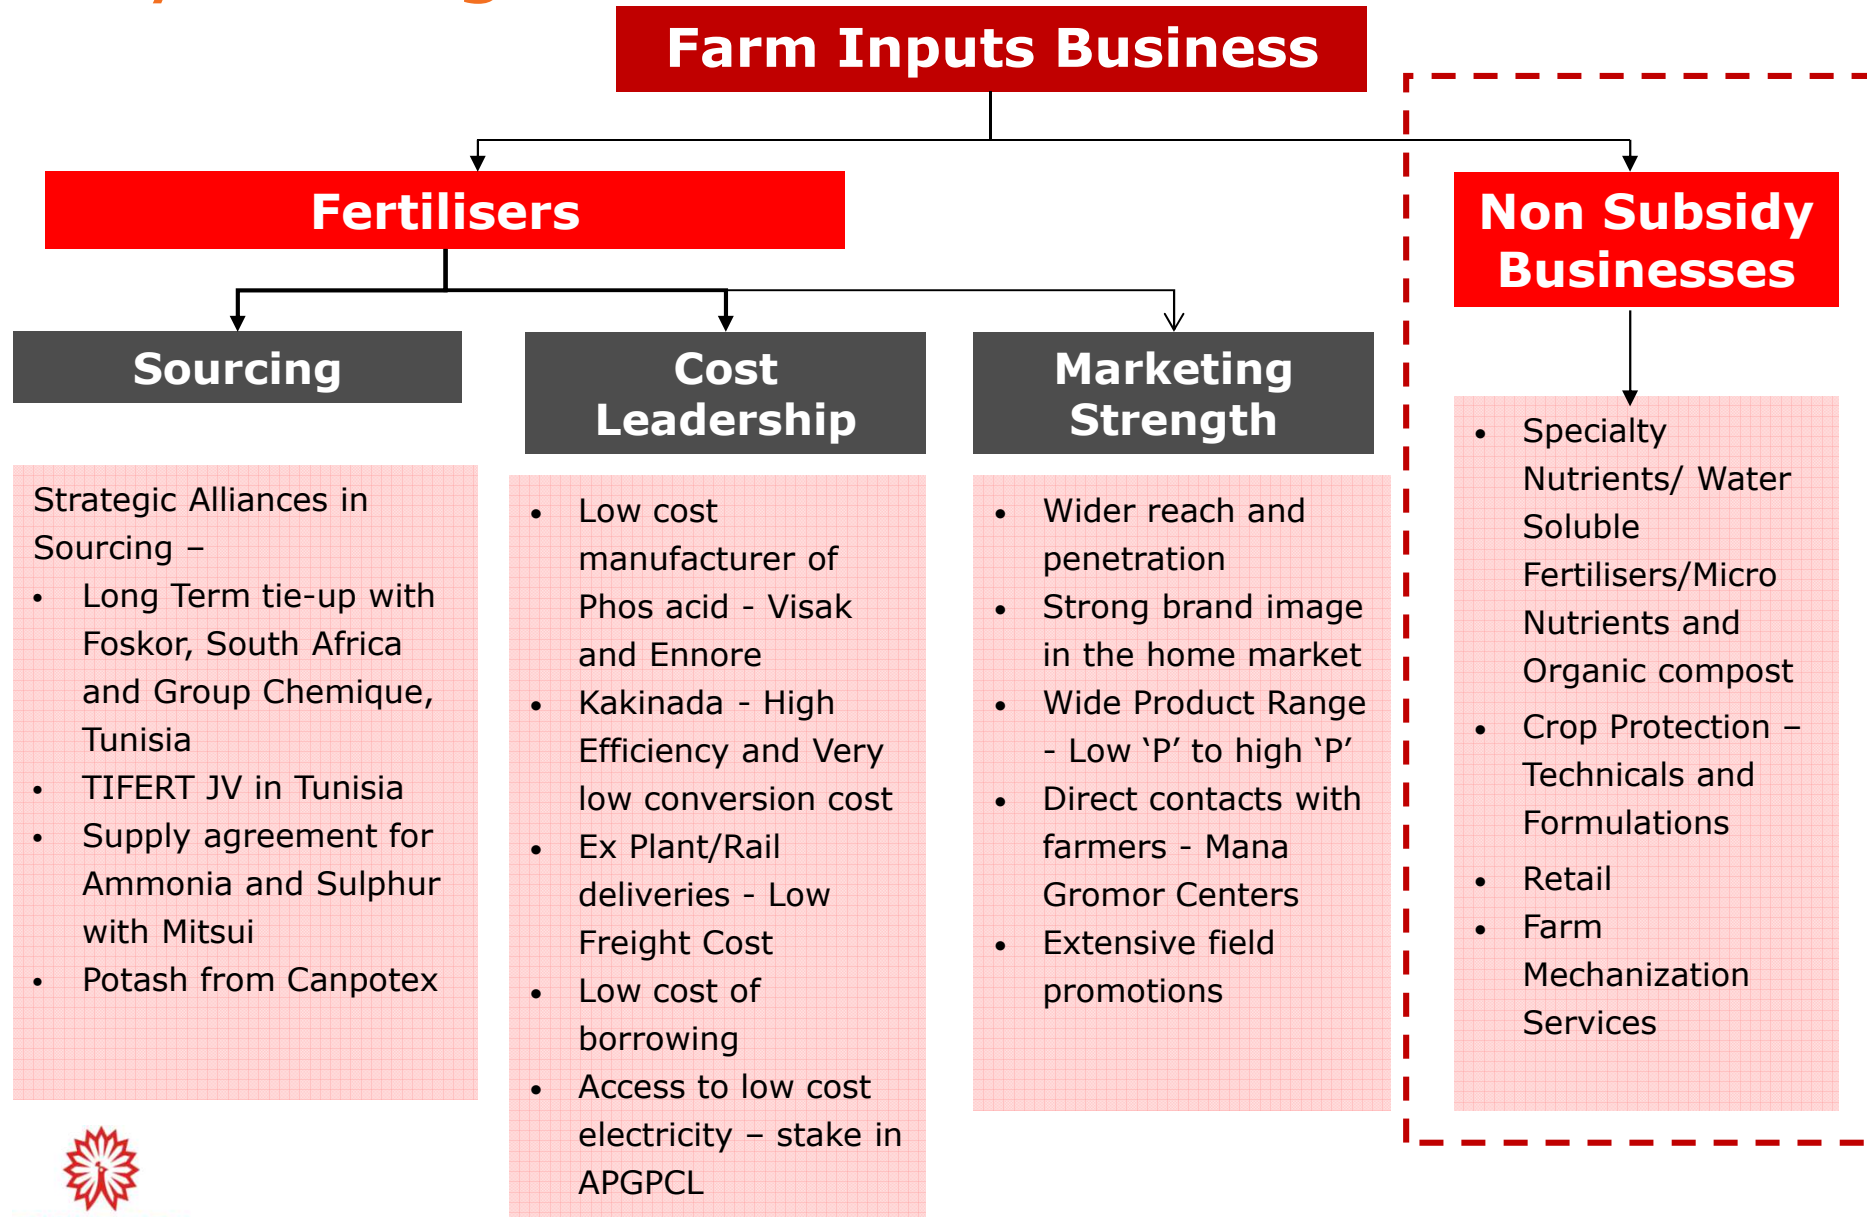 Farm Inputs Business
Fertilisers
Non Subsidy
Businesses
Sourcing
Cost
Leadership
Marketing
Strength
Strategic Alliances in
Sourcing –
• Long Term tie-up with
Foskor, South Africa
and Group Chemique,
Tunisia
• TIFERT JV in Tunisia
• Supply agreement for
Ammonia and Sulphur
with Mitsui
• Potash from Canpotex
• Low cost
manufacturer of
Phos acid - Visak
and Ennore
• Kakinada - High
Efficiency and Very
low conversion cost
• Ex Plant/Rail
deliveries - Low
Freight Cost
• Low cost of
borrowing
• Access to low cost
electricity – stake in
APGPCL
• Wider reach and
penetration
• Strong brand image
in the home market
• Wide Product Range
- Low ‘P’ to high ‘P’
• Direct contacts with
farmers - Mana
Gromor Centers
• Extensive field
promotions
• Specialty
Nutrients/ Water
Soluble
Fertilisers/Micro
Nutrients and
Organic compost
• Crop Protection –
Technicals and
Formulations
• Retail
• Farm
Mechanization
Services